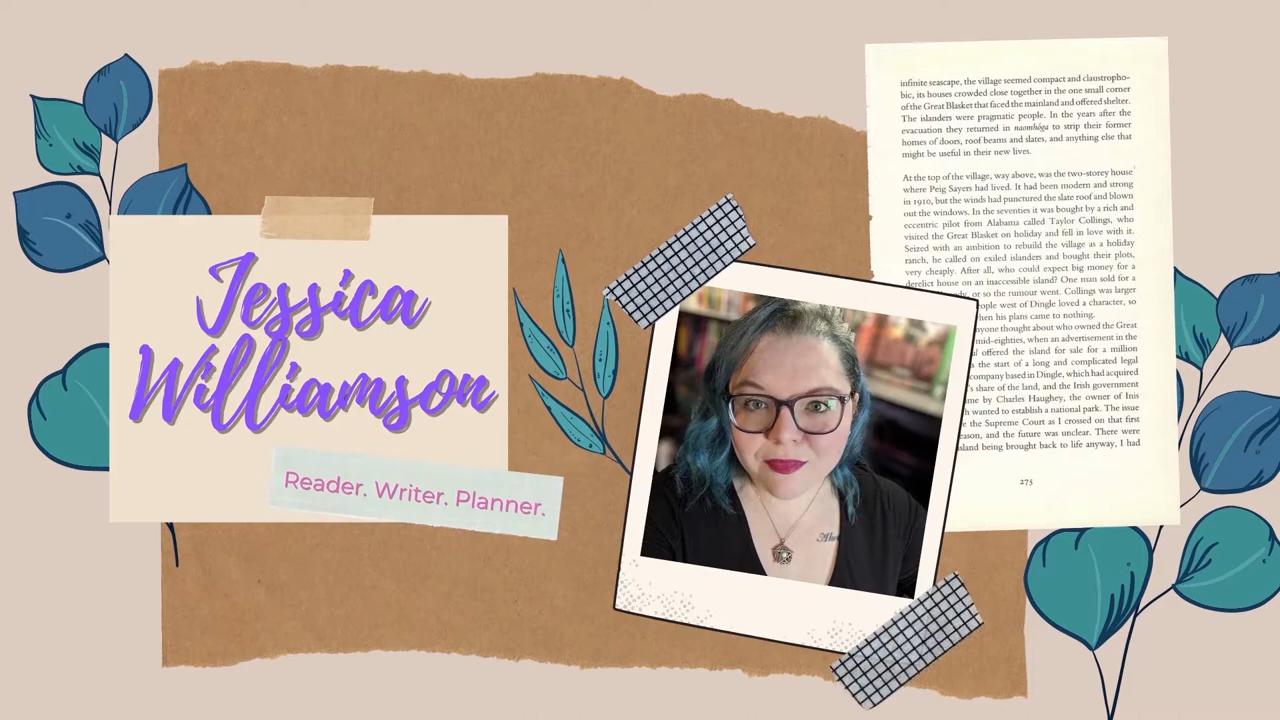 Jessica
Williamson
Reader. Writer. Planner.
infinite seascape, the village seemed compact and claustropho-
bic, its houses crowded close together in the one small corner
of the Great Blasket that faced the mainland and offered shelter.
The islanders were pragmatic people. In the years after the
evacuation they returned in naomhóga to strip their former
homes of doors, roof beams and slates, and anything else that
might be useful in their new lives.
At the top of the village, way above, was the two-storey house
where Peig Sayers had lived. It had been modern and strong
in 1910, but the winds had punctured the slate roof and blown
out the windows. In the seventies it was bought by a rich and
eccentric pilot from Alabama called Taylor Collings, who
visited the Great Blasket on holiday and fell in love with it.
Seized with an ambition to rebuild the village as a holiday
ranch, he called on exiled islanders and bought their plots,
very cheaply. After all, who could expect big money for a
derelict house on an inaccessible island? One man sold for a
or so the rumour went. Collings was larger
people west of Dingle loved a character, so
when his plans came to nothing.
anyone thought about who owned the Great
mid-eighties, when an advertisement in the
offered the island for sale for a million
the start of a long and complicated legal
company based in Dingle, which had acquired
share of the land, and the Irish government
by Charles Haughey, the owner of Inis
wanted to establish a national park. The issue
the Supreme Court as I crossed on that first
and the future was unclear. There were
island being brought back to life anyway, I had
275